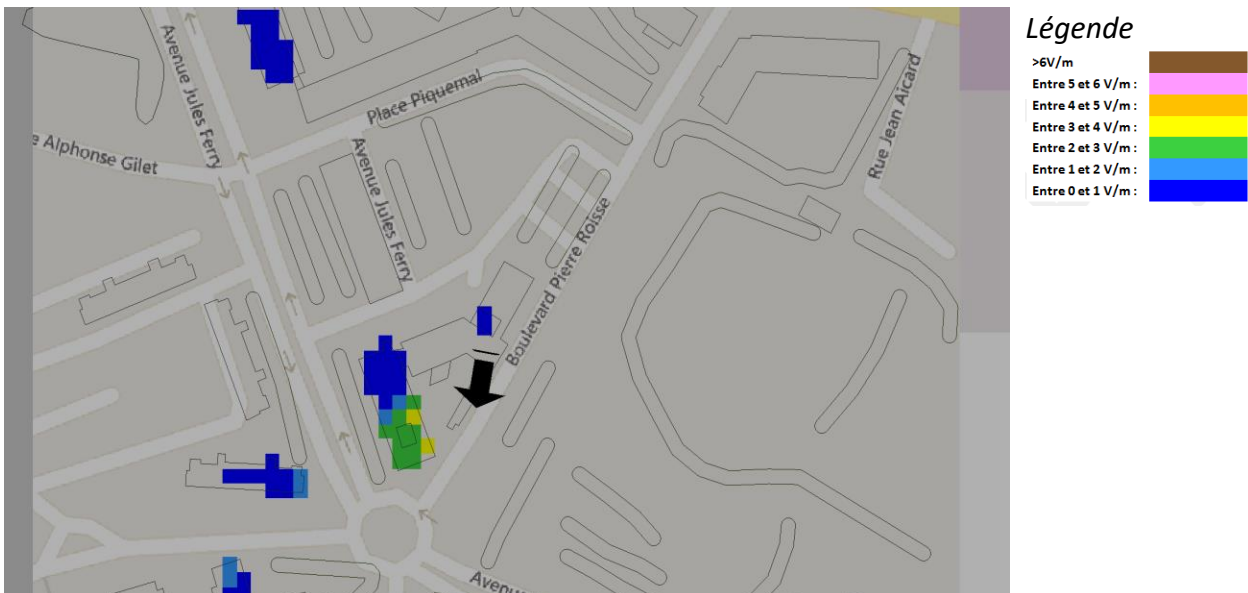 Avenue Jules Ferry
Place Piquemal
Alphonse Gilet
Avenue Jules Ferry
Rue Jean Aicard
Boulevard Pierre Roisse
Avenue
Légende
>6V/m
Entre 5 et 6 V/m :
Entre 4 et 5 V/m :
Entre 3 et 4 V/m :
Entre 2 et 3 V/m :
Entre 1 et 2 V/m :
Entre 0 et 1 V/m :